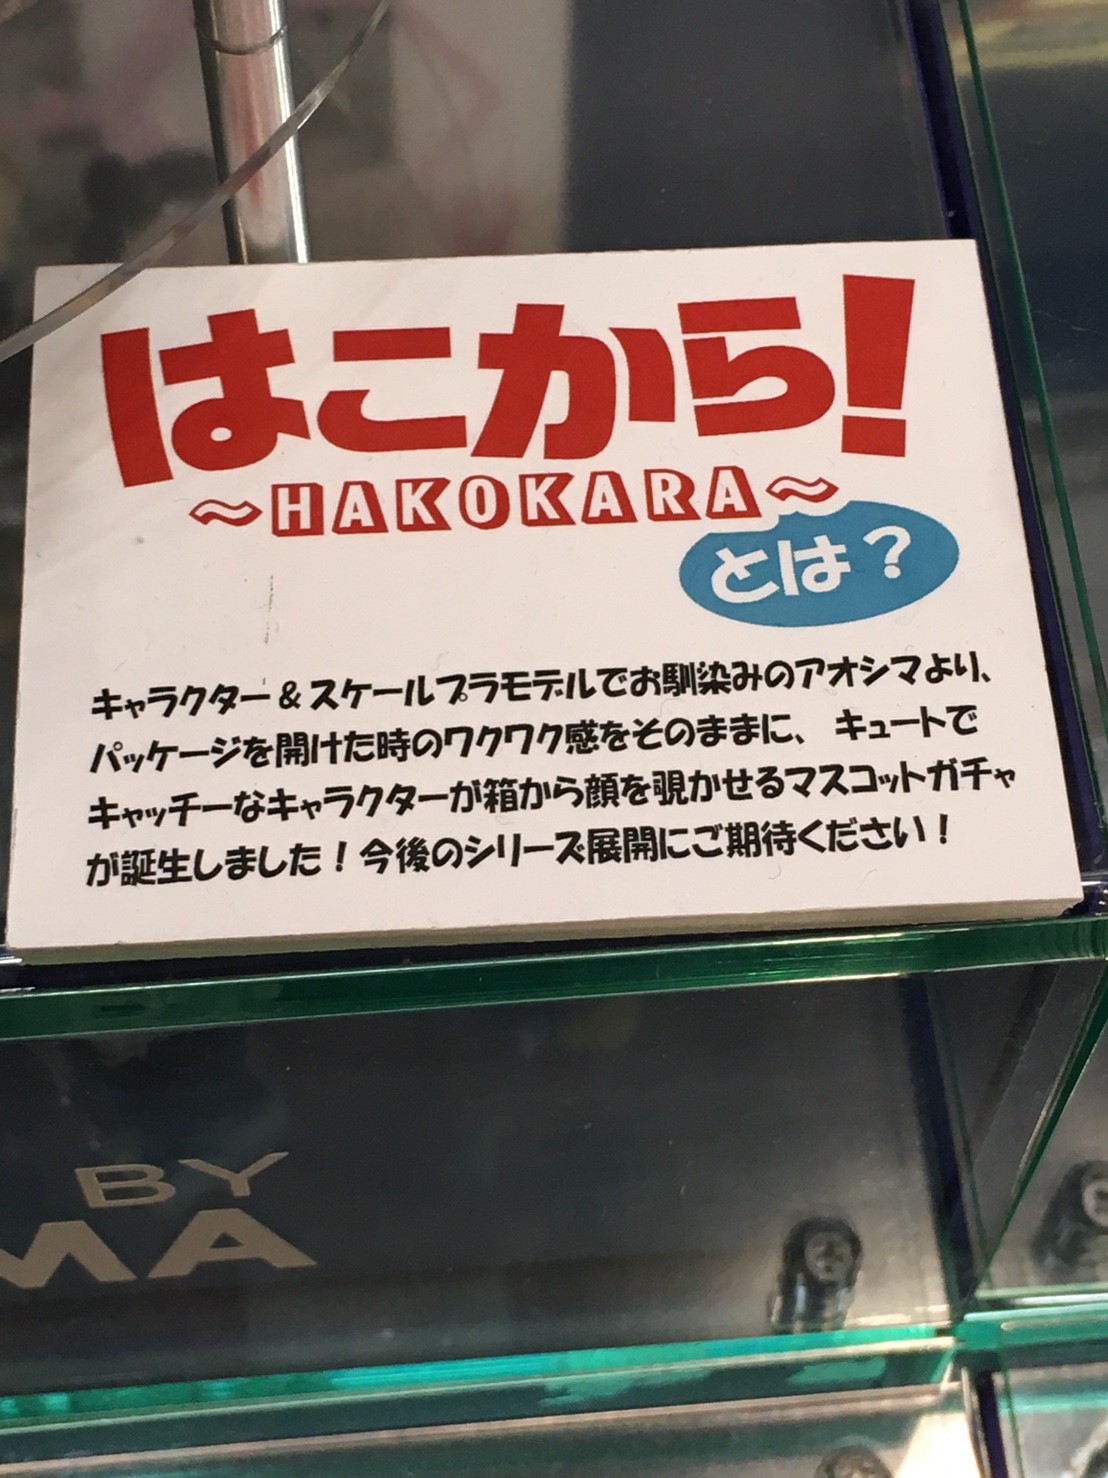 はこから！
～HAKOKARA～
とは？
キャラクター＆スケールプラモデルでお馴染みのアオシマより、
パッケージを開けた時のワクワク感をそのままに、キュートで
キャッチーなキャラクターが箱から顔を覗かせるマスコットガチャ
が誕生しました！今後のシリーズ展開にご期待ください！
BY
MA